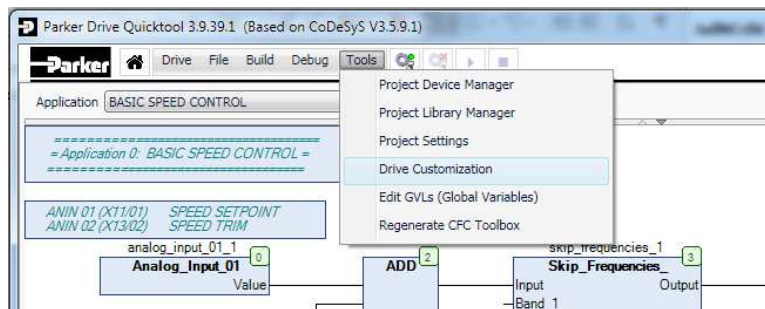 Parker Drive Quicktool 3.9.39.1 (Based on CoDeSyS V3.5.9.1)
Parker Drive File Build Debug Tools
Application BASIC SPEED CONTROL
Project Device Manager
Project Library Manager
Project Settings
Drive Customization
Edit GVLs (Global Variables)
Regenerate CFC Toolbox
===================================
= Application 0: BASIC SPEED CONTROL =
===================================
ANIN 01 (X11/01) SPEED SETPOINT
ANIN 02 (X13/02) SPEED TRIM
analog_input_01_1
0
Analog_Input_01
Value
2
ADD
skip_frequencies_1
3
Skip_Frequencies_
Input Output
Band 1